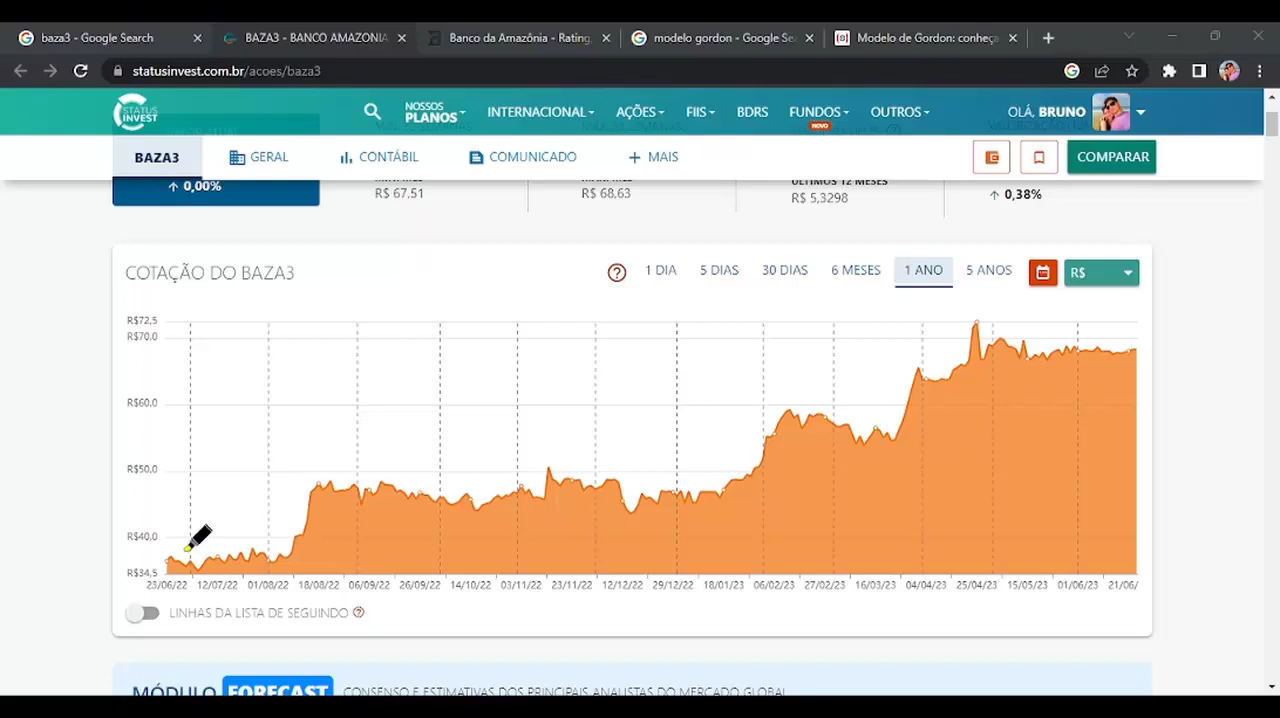 baza3 - Google Search
BAZA3 - BANCO AMAZONIA
Banco da Amazônia - Rating,
modelo gordon - Google Se
Modelo de Gordon: conheça
statusinvest.com.br/acoes/baza3
STATUS
INVEST
NOSSOS
PLANOS
INTERNACIONAL
AÇÕES
FIIS
BDRS
FUNDOS
NOVO
OUTROS
OLÁ, BRUNO
BAZA3
GERAL
CONTÁBIL
COMUNICADO
MAIS
COMPARAR
0,00%
R$ 67,51
R$ 68,63
ÚLTIMOS 12 MESES
R$ 5,3298
0,38%
COTAÇÃO DO BAZA3
1 DIA
5 DIAS
30 DIAS
6 MESES
1 ANO
5 ANOS
R$
R$72,5
R$70,0
R$60,0
R$50,0
R$40,0
R$34,5
23/06/22 12/07/22 01/08/22 18/08/22 06/09/22 26/09/22 14/10/22 03/11/22 23/11/22 12/12/22 29/12/22 18/01/23 06/02/23 27/02/23 16/03/23 04/04/23 25/04/23 15/05/23 01/06/23 21/06/
LINHAS DA LISTA DE SEGUINDO
MÓDULO FORECAST CONSENSO E ESTIMATIVAS DOS PRINCIPAIS ANALISTAS DO MERCADO GLOBAL